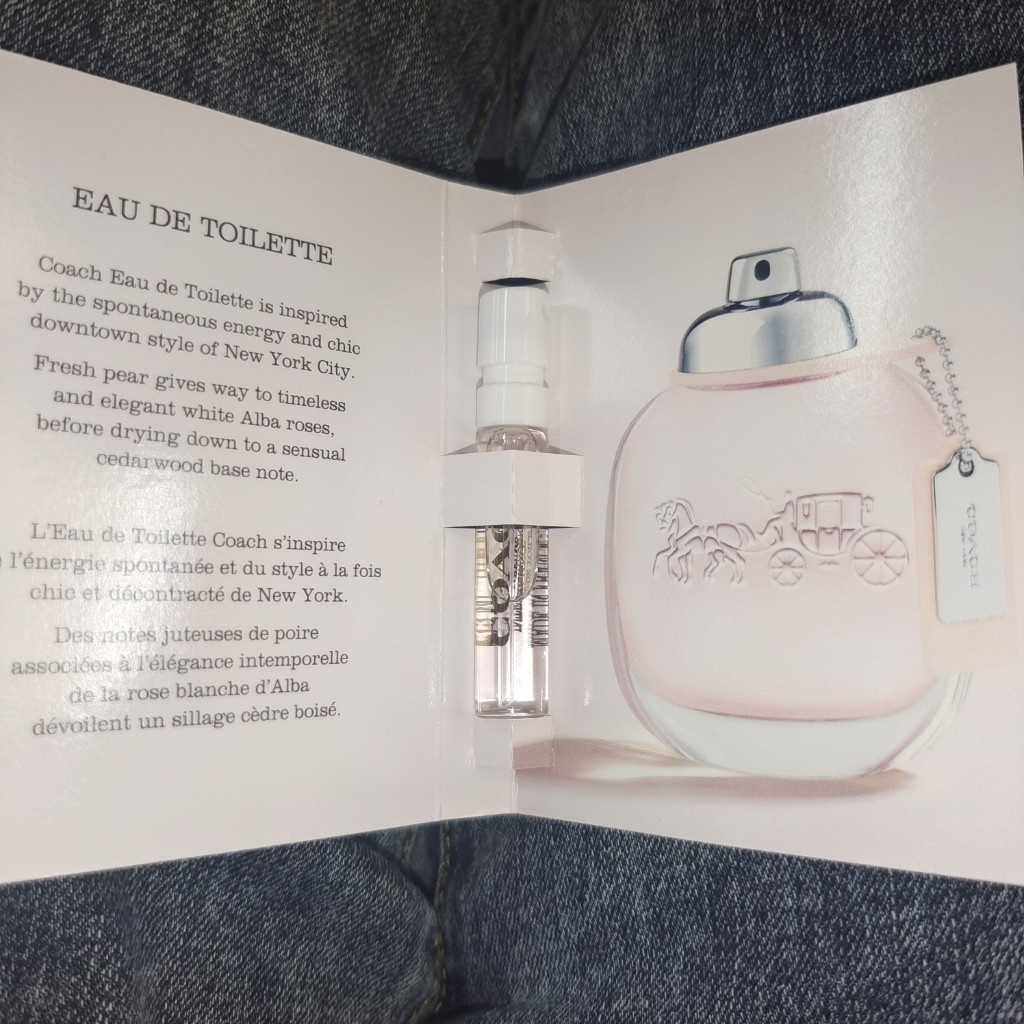 EAU DE TOILETTE
Coach Eau de Toilette is inspired
by the spontaneous energy and chic
downtown style of New York City.
Fresh pear gives way to timeless
and elegant white Alba roses,
before drying down to a sensual
cedarwood base note.
L'Eau de Toilette Coach s'inspire
l'énergie spontanée et du style à la fois
chic et décontracté de New York.
Des notes juteuses de poire
associées à l'élégance intemporelle
de la rose blanche d'Alba
dévoilent un sillage cèdre boisé.
COACH